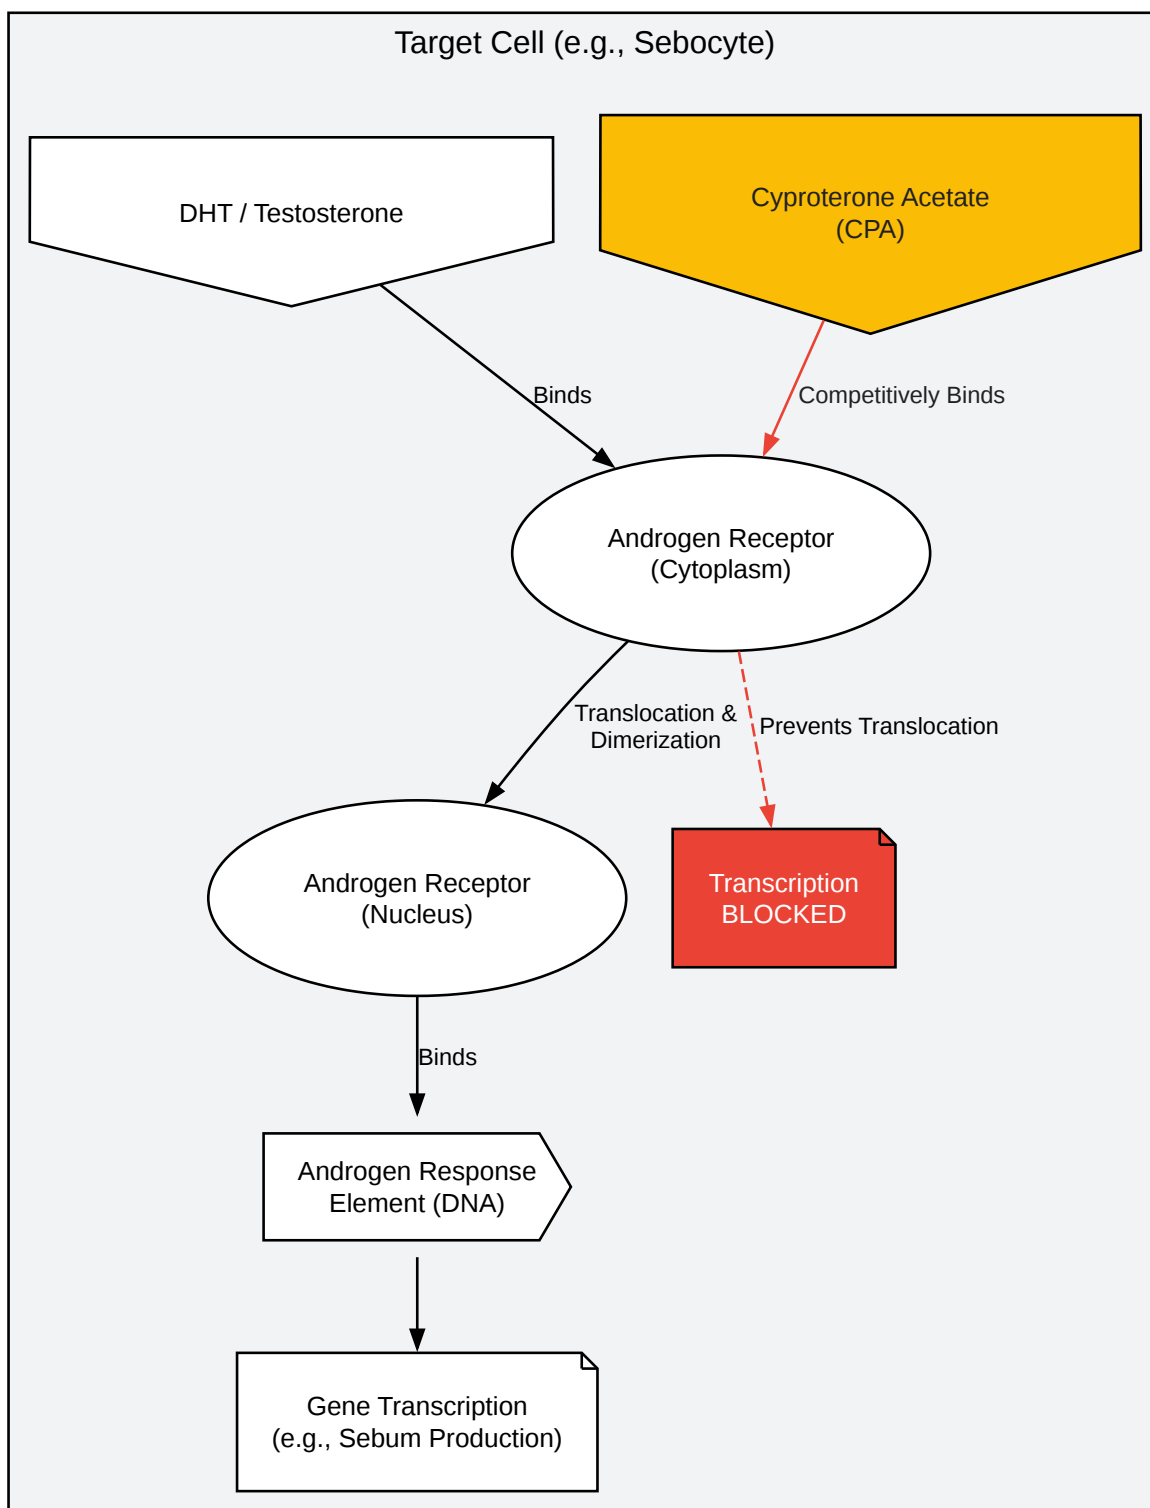 Target Cell (e.g., Sebocyte)
DHT / Testosterone
Cyproterone Acetate
(CPA)
Binds
Competitively Binds
Androgen Receptor
(Cytoplasm)
Translocation &
Dimerization
Prevents Translocation
Androgen Receptor
(Nucleus)
Transcription
BLOCKED
Binds
Androgen Response
Element (DNA)
Gene Transcription
(e.g., Sebum Production)